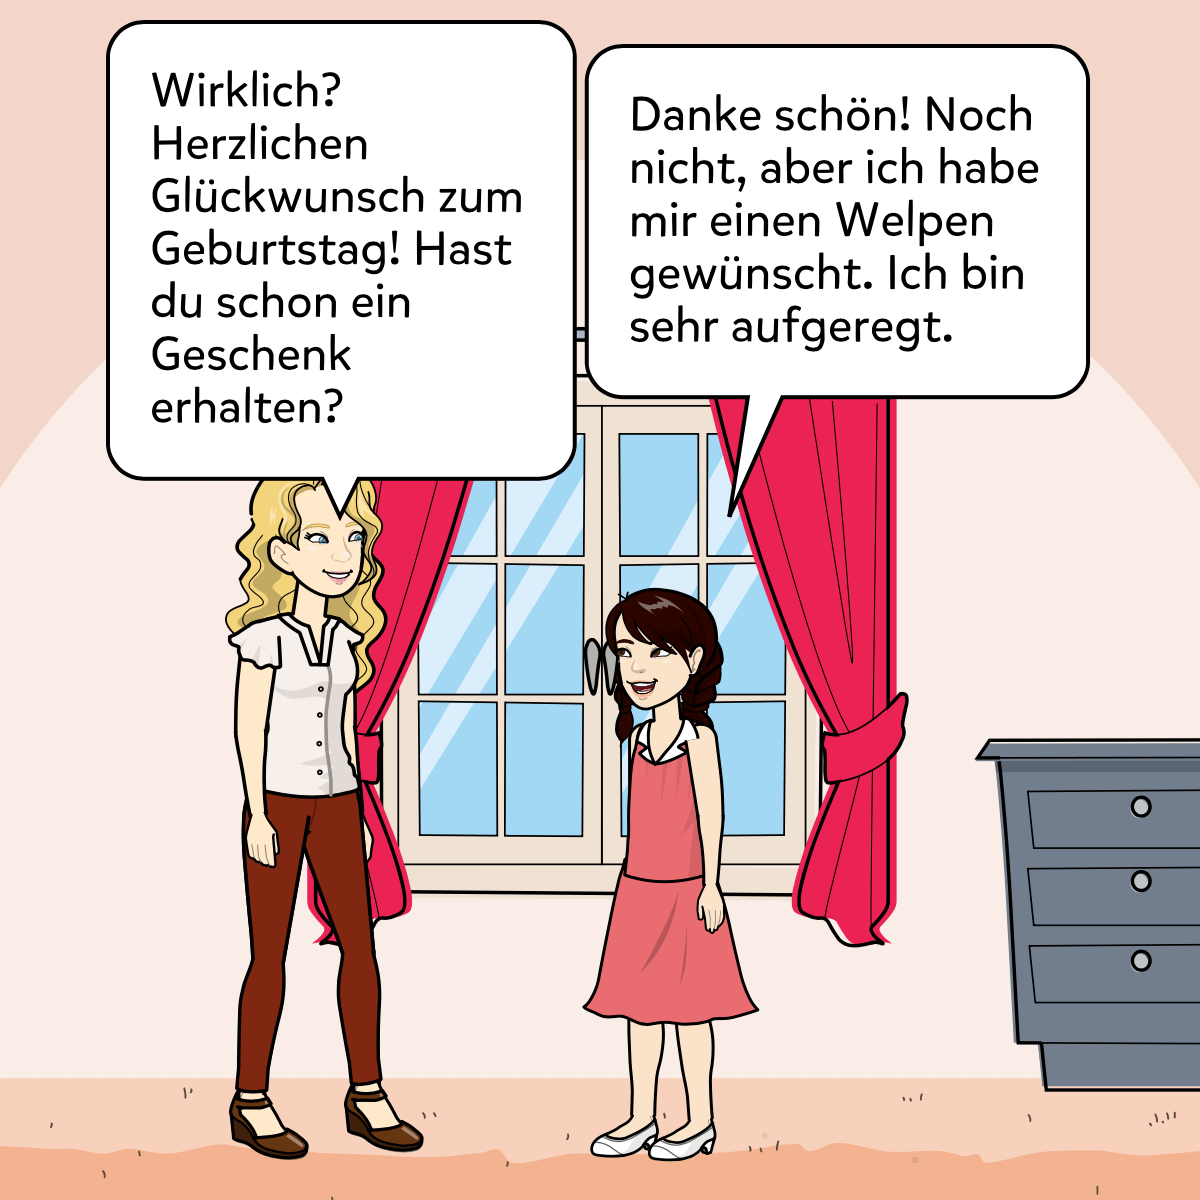 Wirklich?
Herzlichen
Glückwunsch zum
Geburtstag! Hast
du schon ein
Geschenk
erhalten?
Danke schön! Noch
nicht, aber ich habe
mir einen Welpen
gewünscht. Ich bin
sehr aufgeregt.